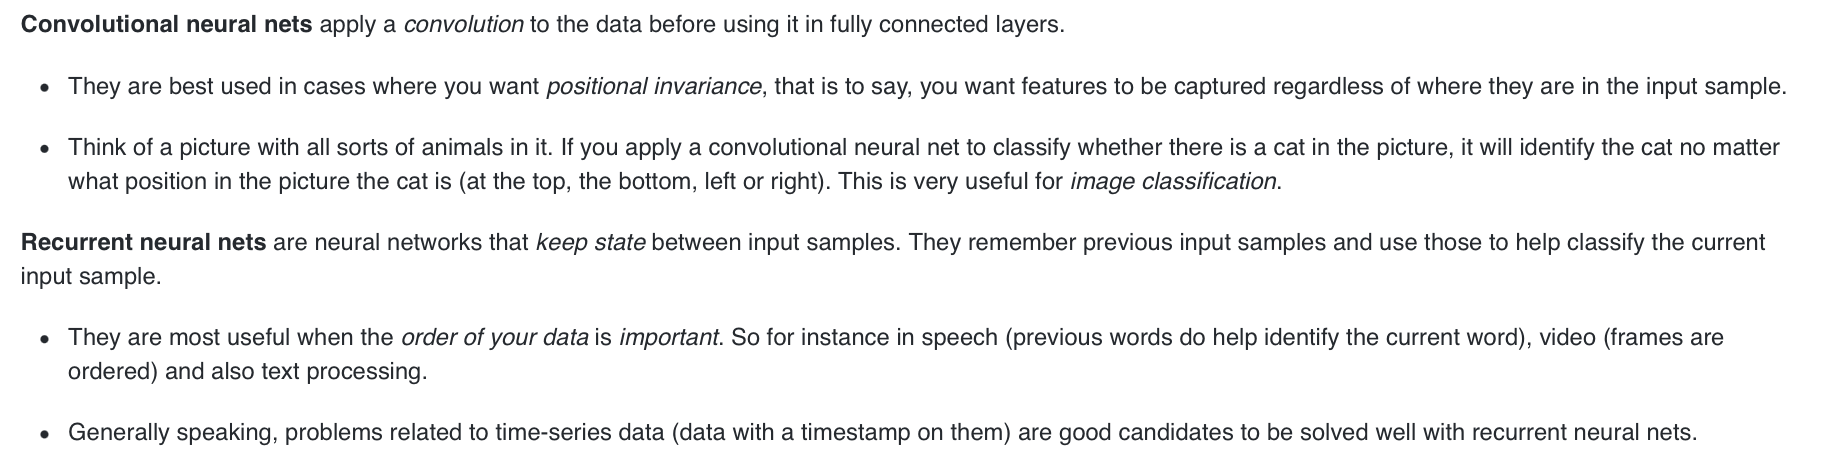 Convolutional neural nets apply a convolution to the data before using it in fully connected layers.
• They are best used in cases where you want positional invariance, that is to say, you want features to be captured regardless of where they are in the input sample.
• Think of a picture with all sorts of animals in it. If you apply a convolutional neural net to classify whether there is a cat in the picture, it will identify the cat no matter
what position in the picture the cat is (at the top, the bottom, left or right). This is very useful for image classification.
Recurrent neural nets are neural networks that keep state between input samples. They remember previous input samples and use those to help classify the current
input sample.
• They are most useful when the order of your data is important. So for instance in speech (previous words do help identify the current word), video (frames are
ordered) and also text processing.
• Generally speaking, problems related to time-series data (data with a timestamp on them) are good candidates to be solved well with recurrent neural nets.